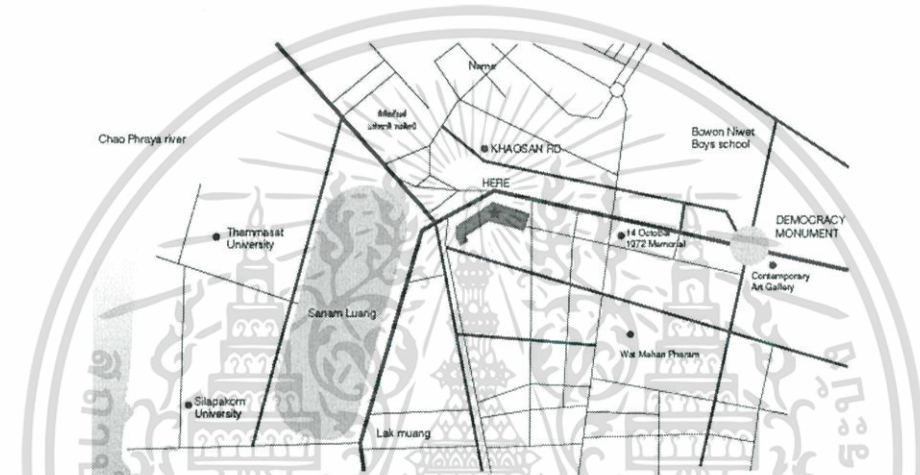 Name
Chao Phraya river
KHAOSAN RD
Bowon Niwet
Boys school
HERE
DEMOCRACY
MONUMENT
Thammasat
University
14 October
1972 Memorial
Contemporary
Art Gallery
Sanam Luang
Wat Mahan Pharam
Silapakorn
University
Lak muang